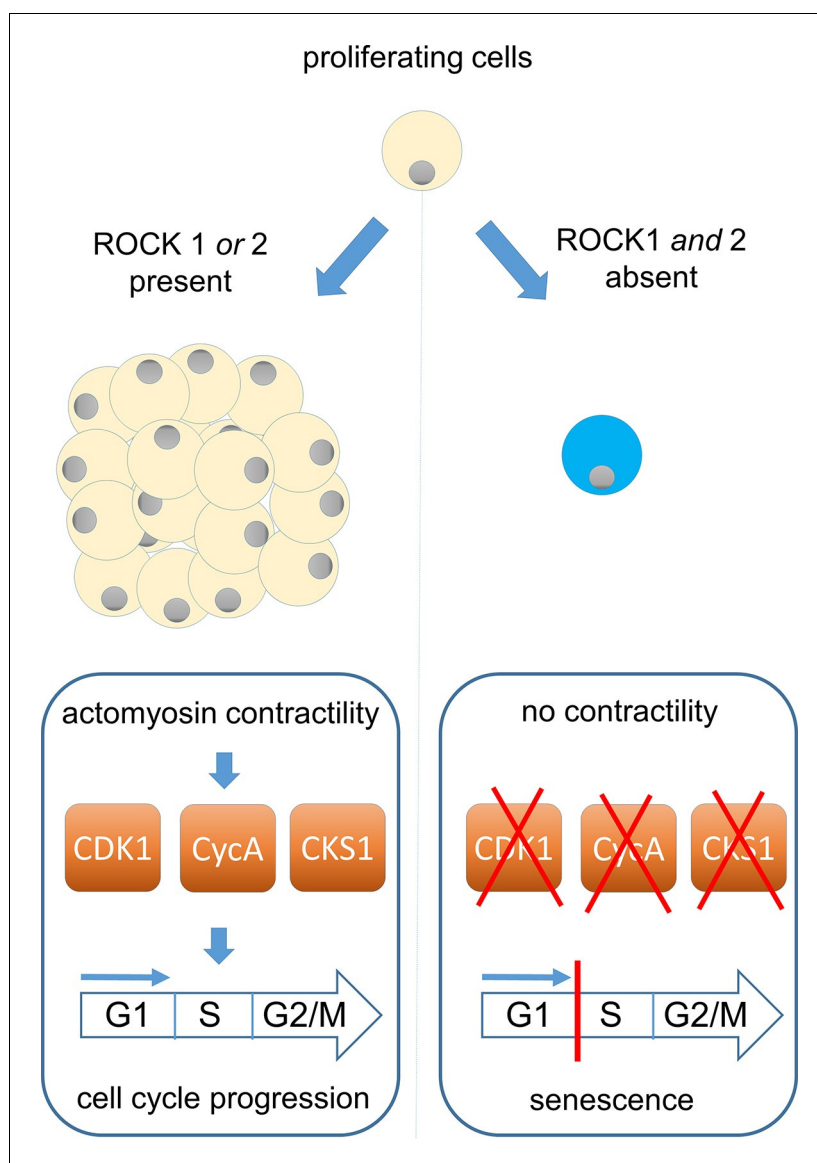 proliferating cells
ROCK 1 or 2
present
ROCK1 and 2
absent
actomyosin contractility
CDK1 CycA CKS1
G1 S G2/M
cell cycle progression
no contractility
CDK1 CycA CKS1
G1 S G2/M
senescence